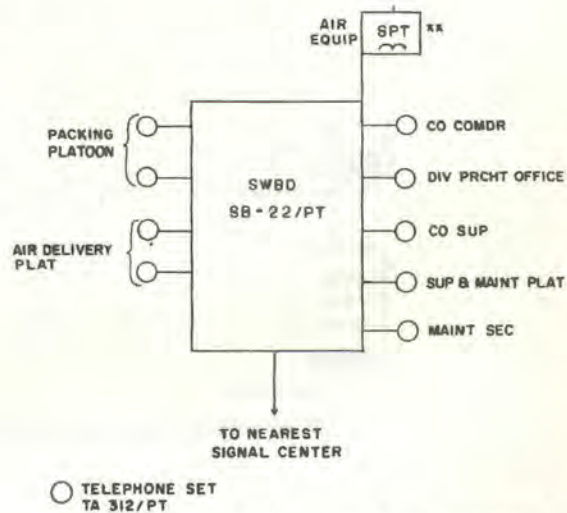 AIR
EQUIP
SPT
**
PACKING
PLATOON
AIR DELIVERY
PLAT
SWBD
SB-22/PT
CO COMDR
DIV PRCHT OFFICE
CO SUP
SUP & MAINT PLAT
MAINT SEC
TO NEAREST
SIGNAL CENTER
TELEPHONE SET
TA 312/PT